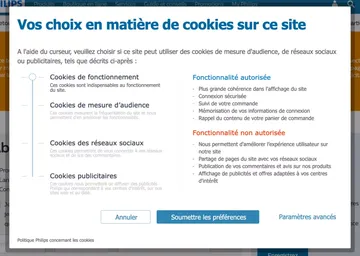 PHILIPS
Vos choix en matière de cookies sur ce site
A l'aide du curseur, veuillez choisir si ce site peut utiliser des cookies de mesure d'audience, de réseaux sociaux
ou publicitaires, tels que décrits ci-après :
Cookies de fonctionnement
Ces cookies sont indispensables au fonctionnement
du site.
Cookies de mesure d'audience
Cookies des réseaux sociaux
Cookies publicitaires
Fonctionnalité autorisée
- Plus grande cohérence dans l'affichage du site
- Connexion sécurisée
- Suivi de votre commande
- Mémorisation de vos informations de connexion
- Rappel du contenu de votre panier de commande
Fonctionnalité non autorisée
- Nous permettent d'améliorer l'expérience utilisateur sur
notre site
- Partage de pages du site avec vos réseaux sociaux
- Publication de vos commentaires et avis sur nos produits
- Affichage de publicités et offres adaptées à vos centres
d'intérêt
Annuler
Soumettre les préférences
Paramètres avancés
Politique Philips concernant les cookies